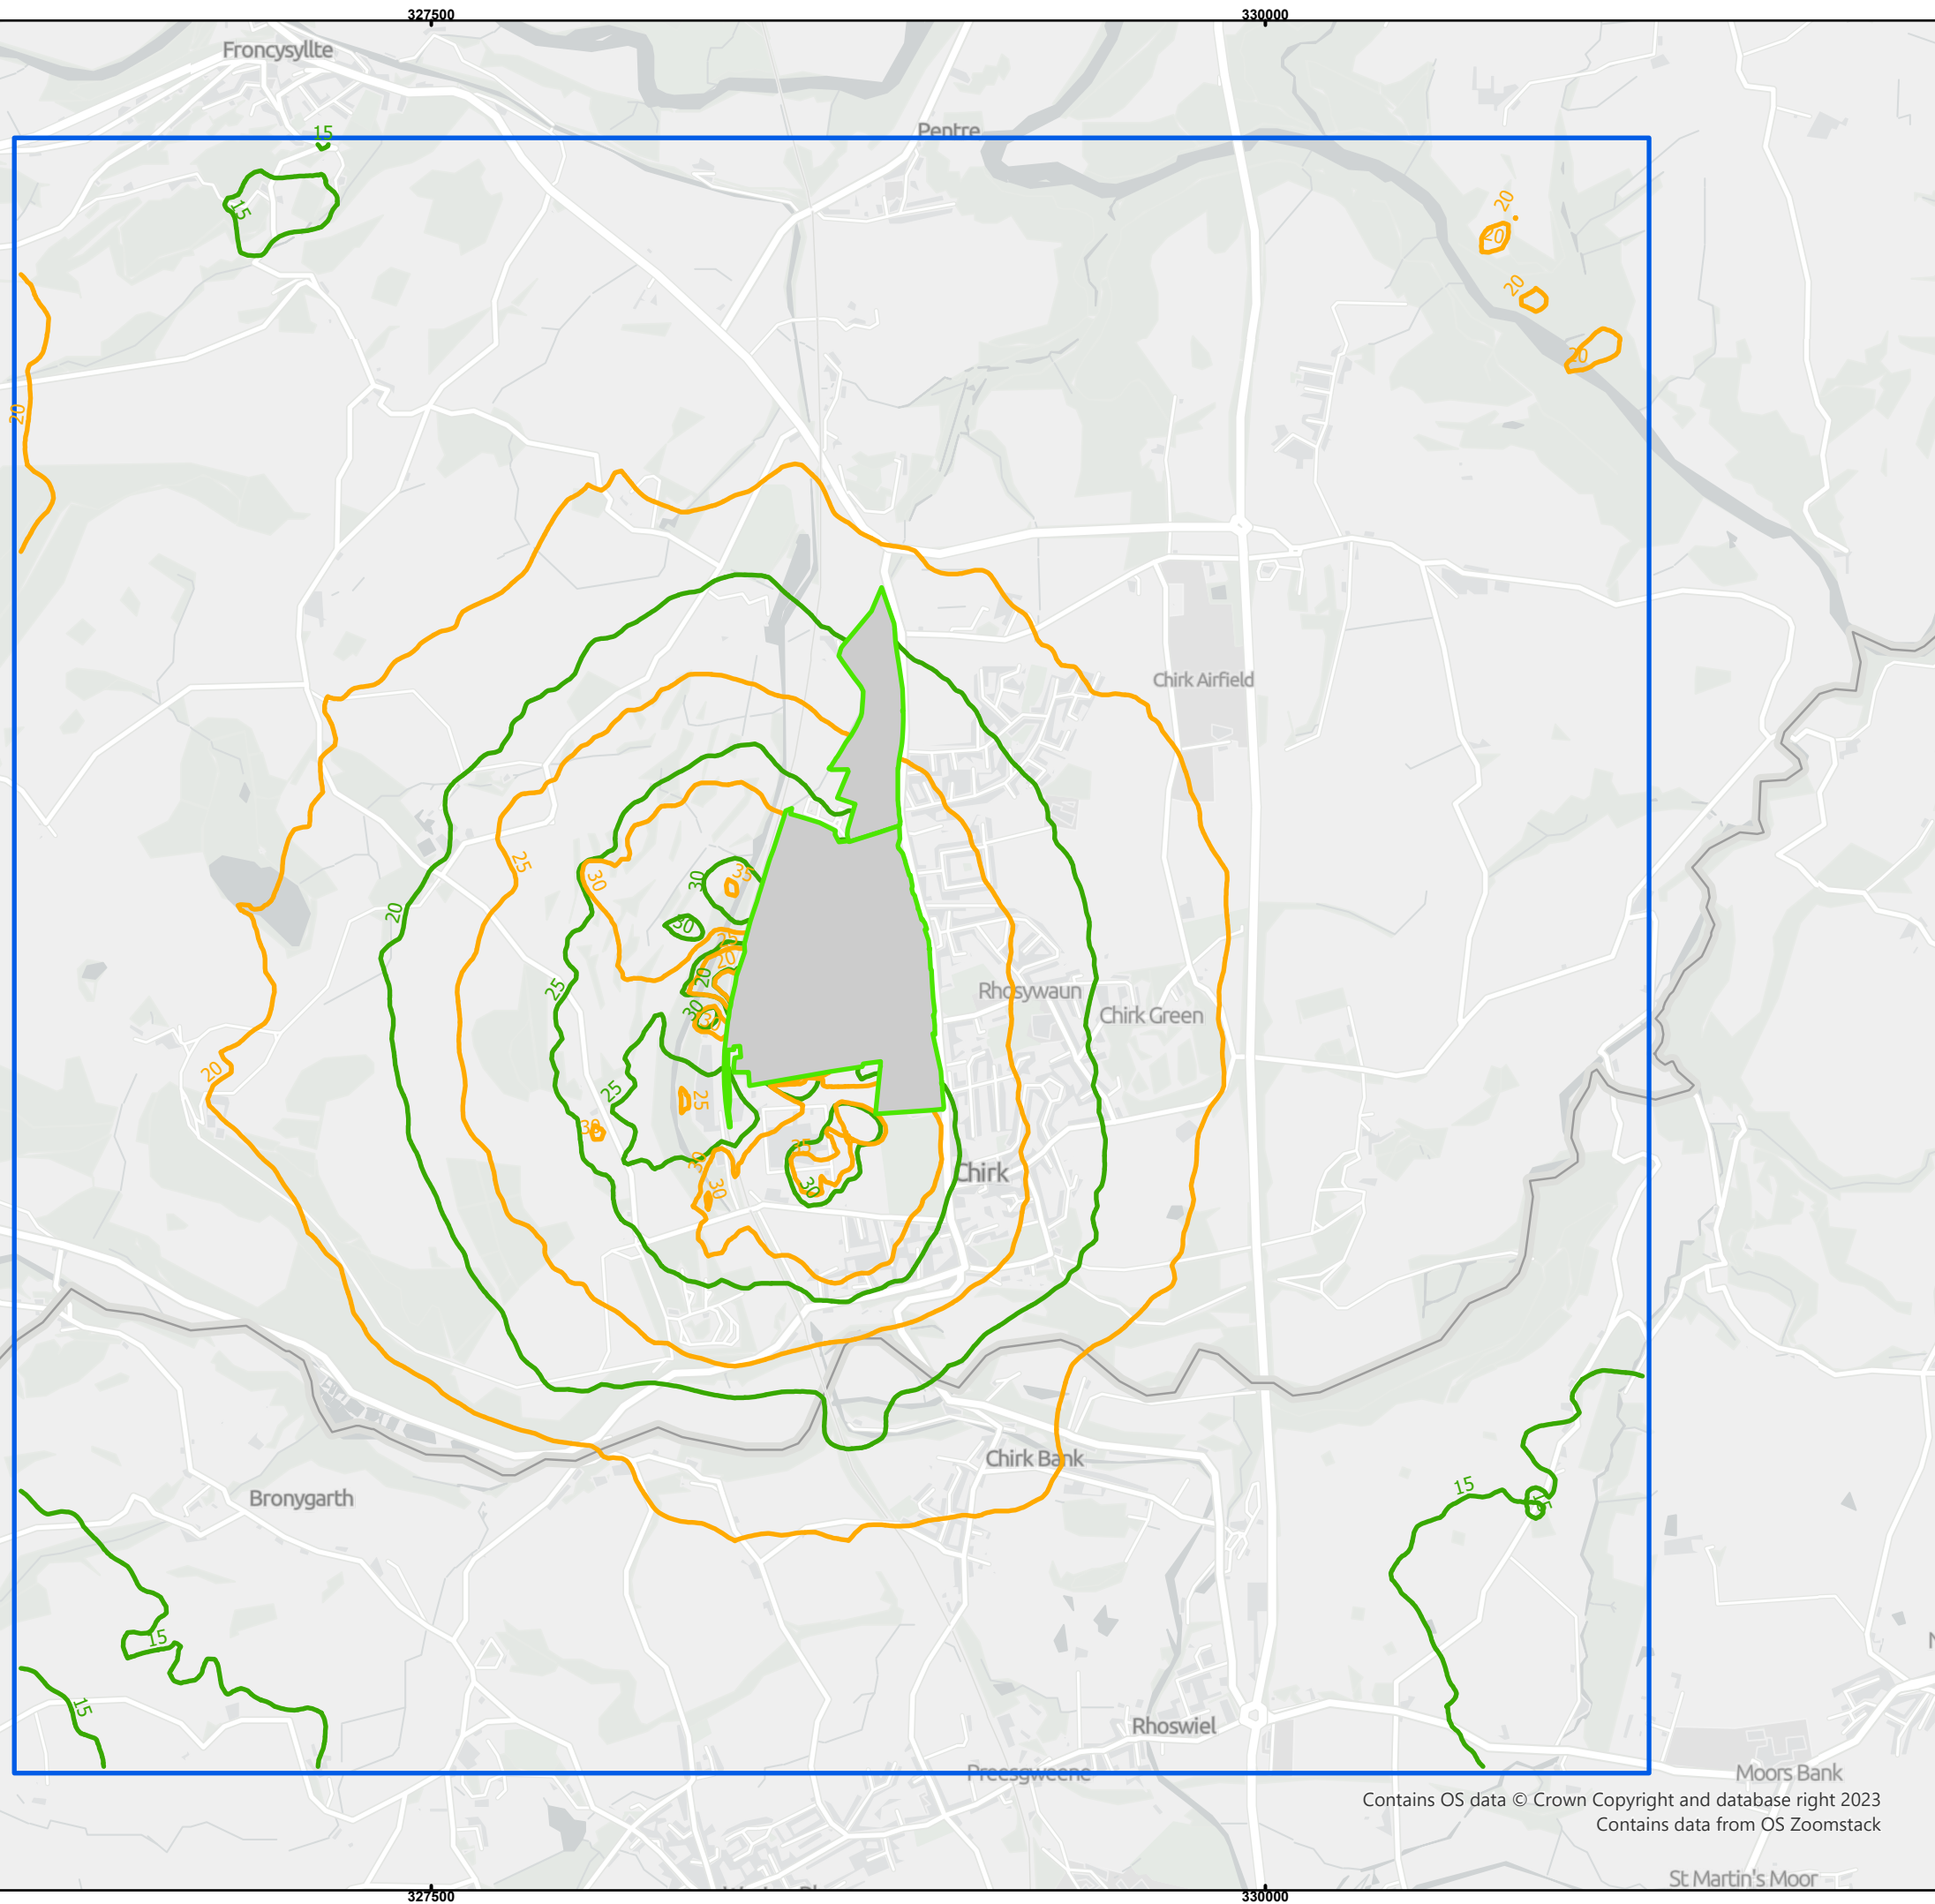 327500 330000
Froncysyllte
Pentre
15
15
20
20
20
20
20
Chirk Airfield
25
30
30
35
20
30
25
20
20
25
Rhosywaun
30
30
Chirk Green
20
25
25
30
35
30
30
30
Chirk
Chirk Bank
15
15
Bronygarth
15
15
Rhoswiel
Preesgweene
Moors Bank
Contains OS data © Crown Copyright and database right 2023
Contains data from OS Zoomstack
St Martin's Moor
327500 330000